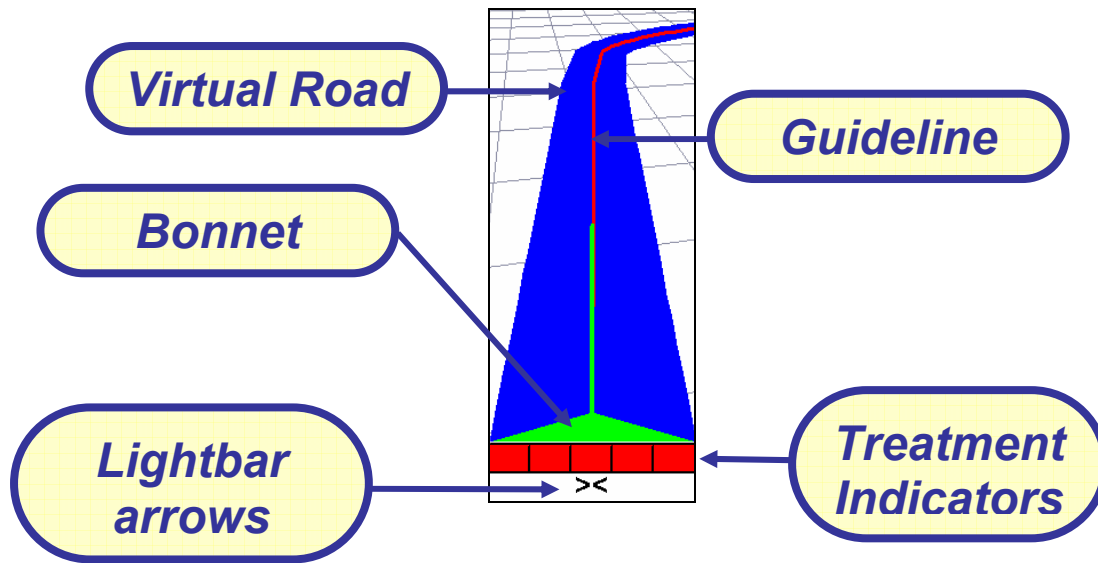 Virtual Road
Guideline
Bonnet
Lightbar
arrows
><
Treatment
Indicators